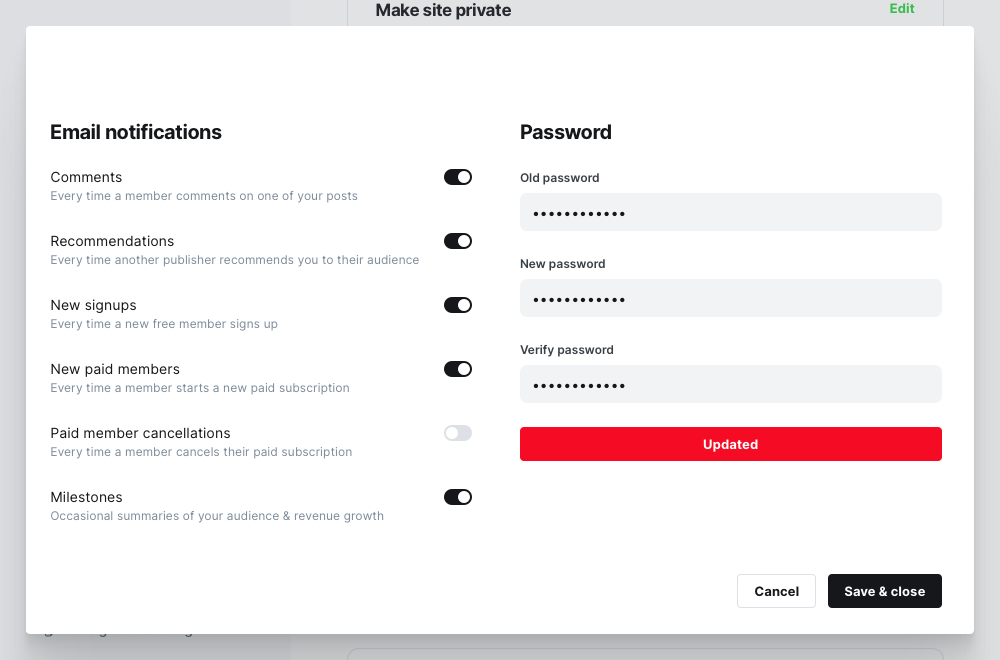 Make site private
Edit
Email notifications
Comments
Every time a member comments on one of your posts
Recommendations
Every time another publisher recommends you to their audience
New signups
Every time a new free member signs up
New paid members
Every time a member starts a new paid subscription
Paid member cancellations
Every time a member cancels their paid subscription
Milestones
Occasional summaries of your audience & revenue growth
Password
Old password
••••••••••••
New password
••••••••••••
Verify password
••••••••••••
Updated
Cancel
Save & close